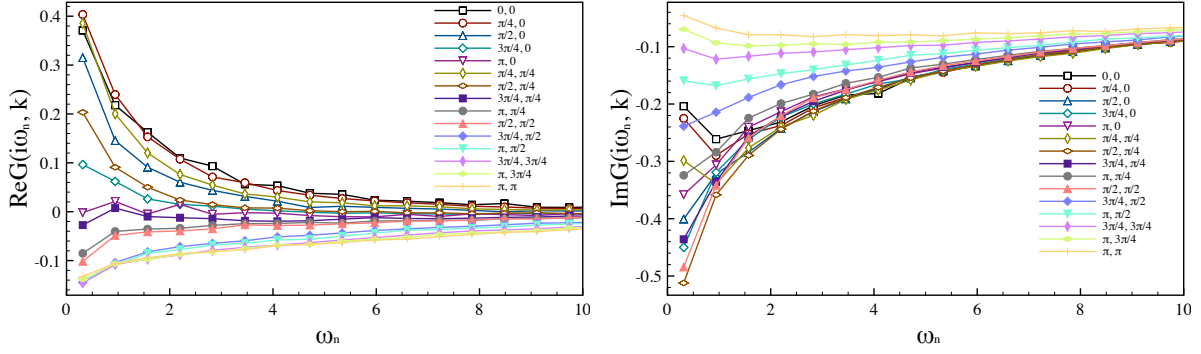 ReG(iω_n, k)
0.4
0.3
0.2
0.1
0
-0.1
0, 0
π/4, 0
π/2, 0
3π/4, 0
π, 0
π/4, π/4
π/2, π/4
3π/4, π/4
π, π/4
π/2, π/2
3π/4, π/2
π, π/2
3π/4, 3π/4
π, 3π/4
π, π
0 2 4 6 8 10
ω_n
ImG(iω_n, k)
-0.1
-0.2
-0.3
-0.4
-0.5
0, 0
π/4, 0
π/2, 0
3π/4, 0
π, 0
π/4, π/4
π/2, π/4
3π/4, π/4
π, π/4
π/2, π/2
3π/4, π/2
π, π/2
3π/4, 3π/4
π, 3π/4
π, π
0 2 4 6 8 10
ω_n